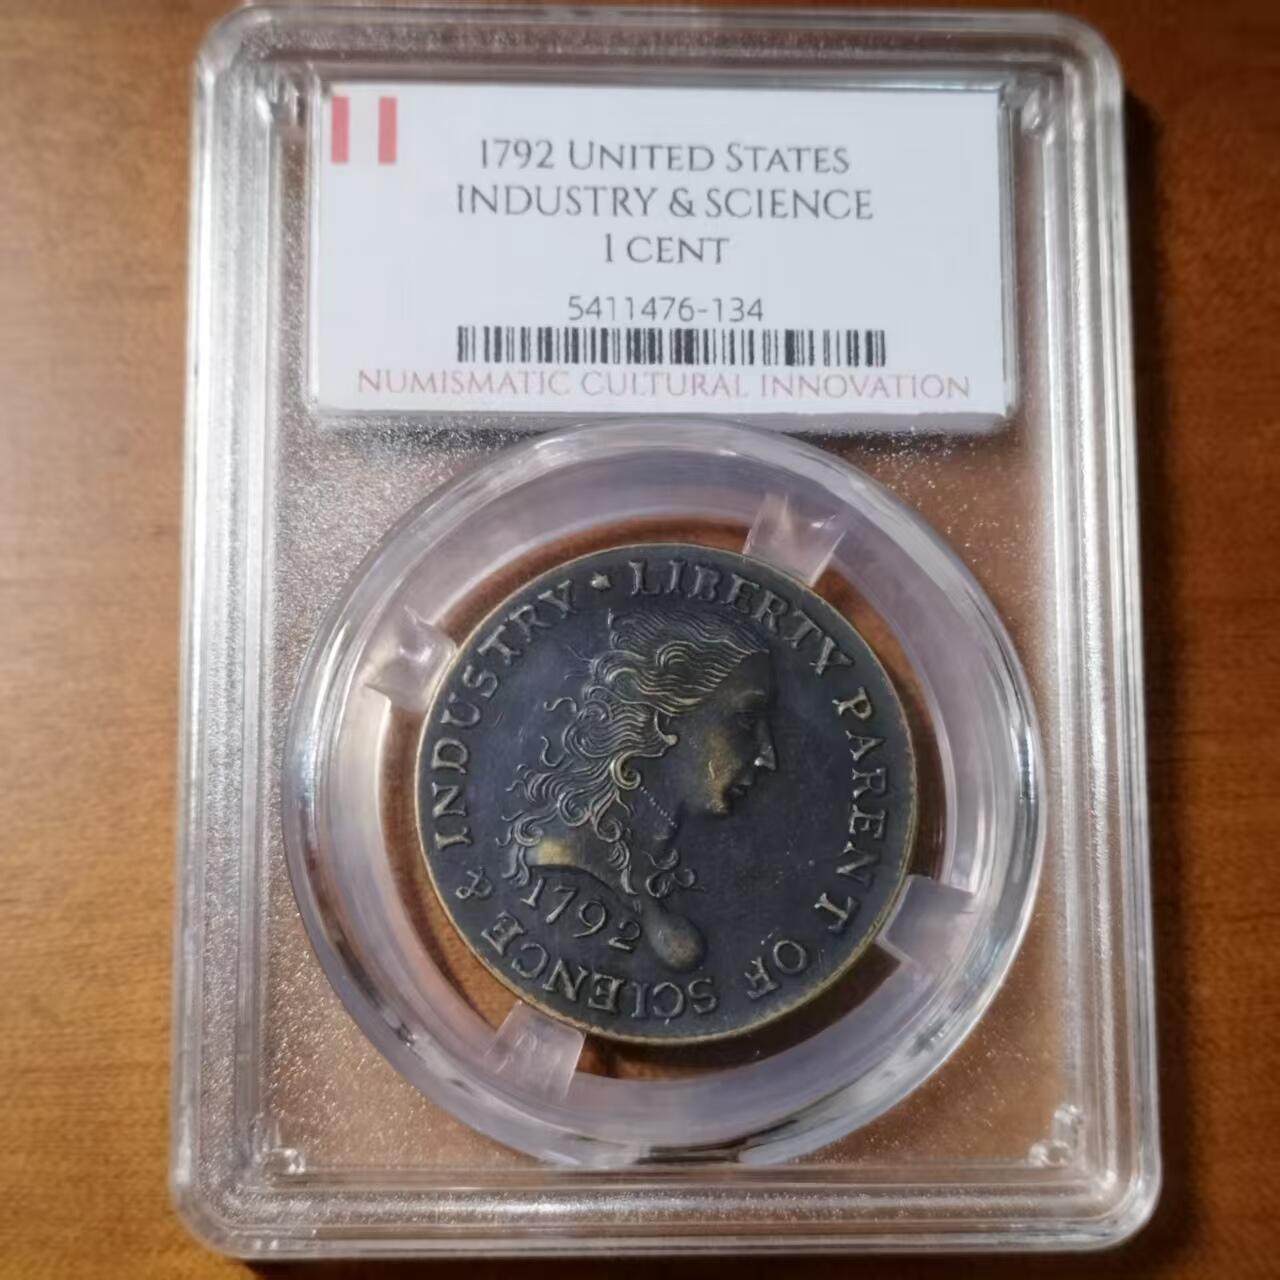 1792 UNITED STATES
INDUSTRY & SCIENCE
1 CENT
5411476-134
NUMISMATIC CULTURAL INNOVATION
LIBERTY PARENT OF SCIENCE & INDUSTRY
1792